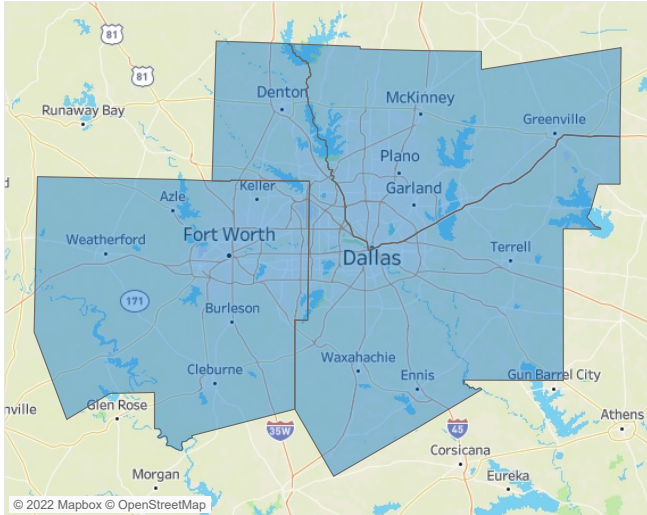 81
81
Denton
McKinney
Runaway Bay
Greenville
Plano
Garland
Keller
Azle
Fort Worth
Weatherford
Terrell
Dallas
171
Burleson
Waxahachie
Cleburne
Ennis
Gun Barrel City
nville
Glen Rose
Athens
35W
45
Corsicana
Morgan
Eureka
© 2022 Mapbox © OpenStreetMap